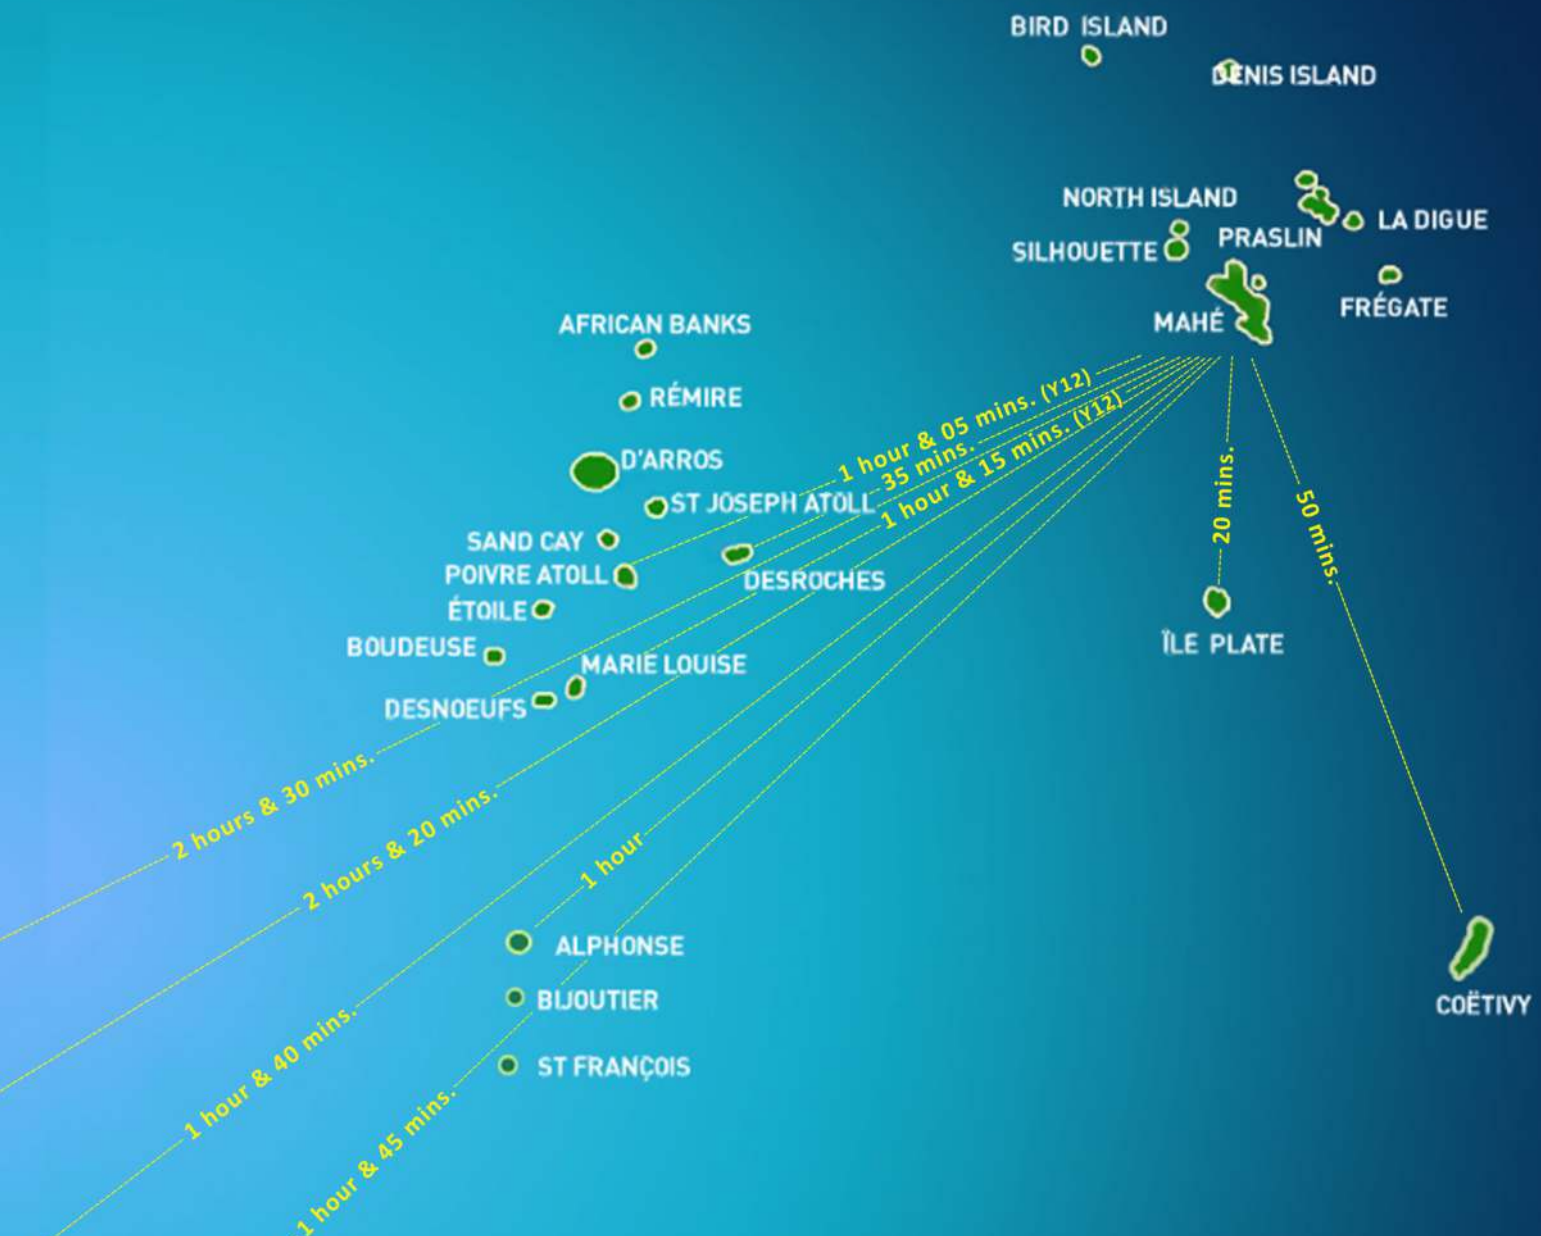 BIRD ISLAND
DENIS ISLAND
NORTH ISLAND
LA DIGUE
PRASLIN
SILHOUETTE
FRÉGATE
MAHÉ
AFRICAN BANKS
RÉMIRE
D'ARROS
ST JOSEPH ATOLL
SAND CAY
POIVRE ATOLL
DESROCHES
ÉTOILE
BOUDEUSE
MARIE LOUISE
DESNOEUFS
ÎLE PLATE
ALPHONSE
BIJOUTIER
ST FRANÇOIS
COËTIVY
1 hour & 05 mins. (Y12)
35 mins.
1 hour & 15 mins. (Y12)
20 mins.
50 mins.
2 hours & 30 mins.
2 hours & 20 mins.
1 hour
1 hour & 40 mins.
1 hour & 45 mins.